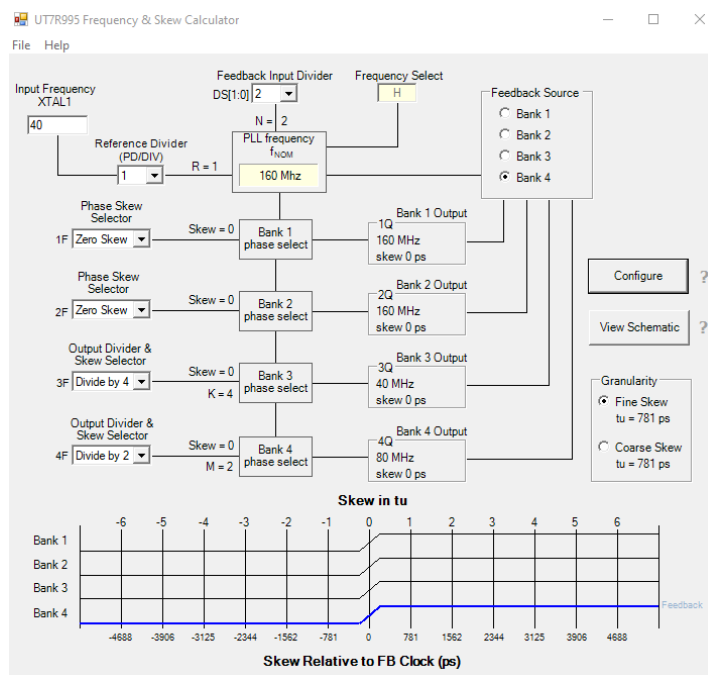 UT7R995 Frequency & Skew Calculator
File Help
Input Frequency
XTAL1
40
Feedback Input Divider
DS[1:0] 2
N = 2
Frequency Select
H
Reference Divider
(PD/DIV)
1
R = 1
PLL frequency
fNOM
160 Mhz
Feedback Source
Bank 1
Bank 2
Bank 3
Bank 4
Phase Skew
Selector
1F Zero Skew
Skew = 0
Bank 1
phase select
Bank 1 Output
1Q
160 MHz
skew 0 ps
Phase Skew
Selector
2F Zero Skew
Skew = 0
Bank 2
phase select
Bank 2 Output
2Q
160 MHz
skew 0 ps
Output Divider &
Skew Selector
3F Divide by 4
Skew = 0
K = 4
Bank 3
phase select
Bank 3 Output
3Q
40 MHz
skew 0 ps
Output Divider &
Skew Selector
4F Divide by 2
Skew = 0
M = 2
Bank 4
phase select
Bank 4 Output
4Q
80 MHz
skew 0 ps
Configure ?
View Schematic ?
Granularity
Fine Skew
tu = 781 ps
Coarse Skew
tu = 781 ps
Skew in tu
-6 -5 -4 -3 -2 -1 0 1 2 3 4 5 6
Bank 1
Bank 2
Bank 3
Bank 4
Feedback
-4688 -3906 -3125 -2344 -1562 -781 0 781 1562 2344 3125 3906 4688
Skew Relative to FB Clock (ps)